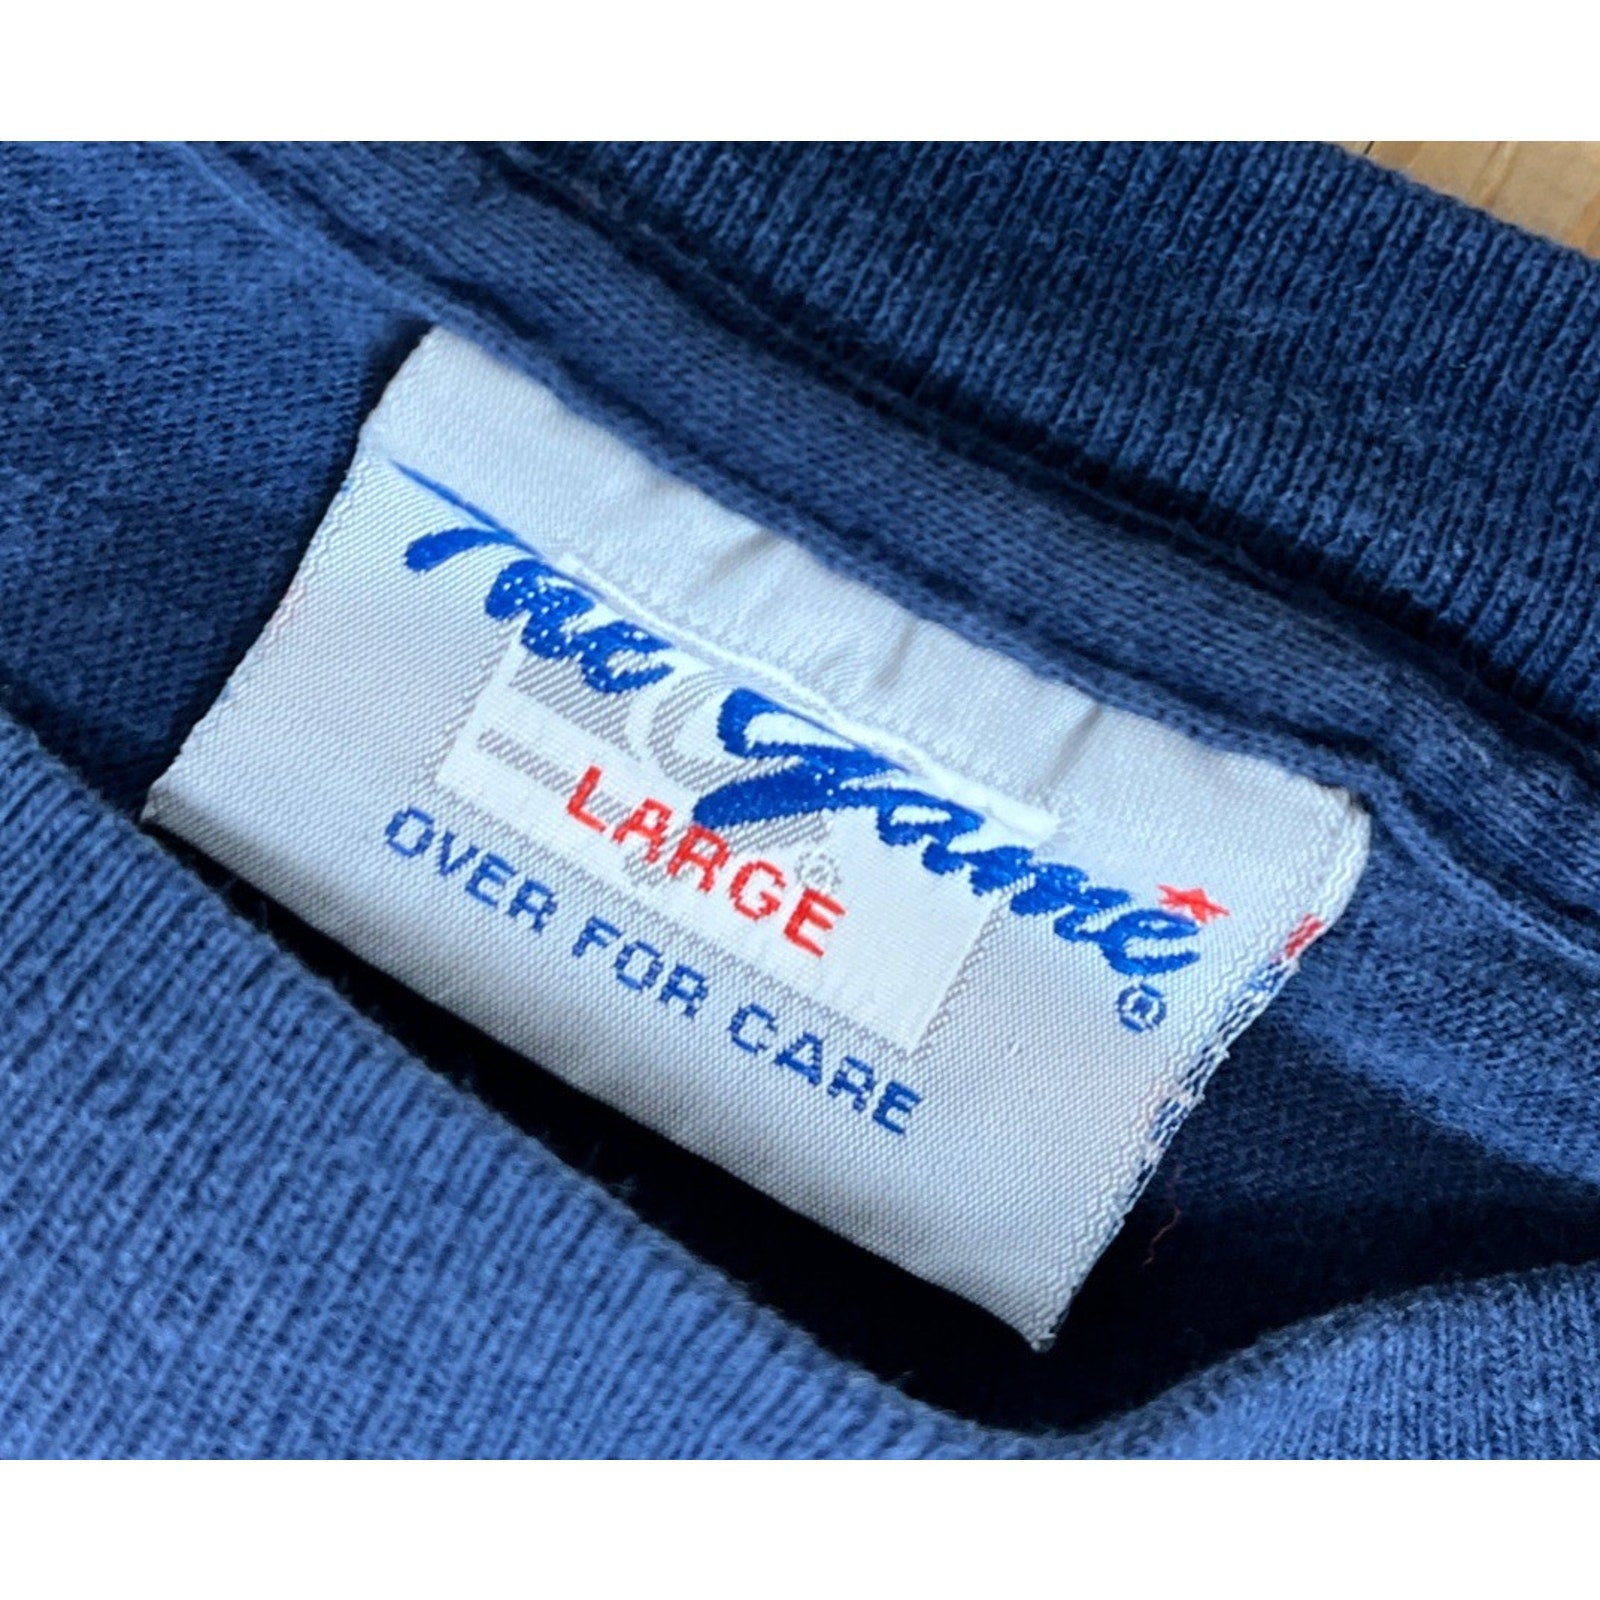 The Game ®
LARGE
OVER FOR CARE